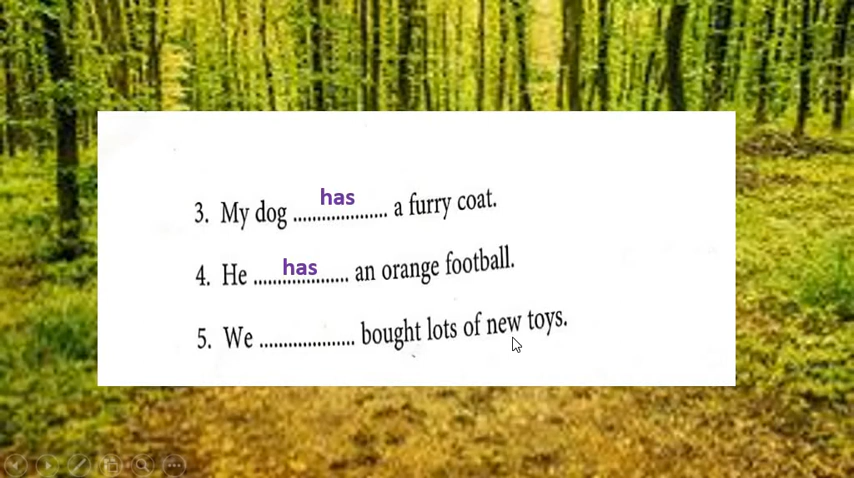 3. My dog .................... has a furry coat.
4. He .................... has an orange football.
5. We .................... bought lots of new toys.